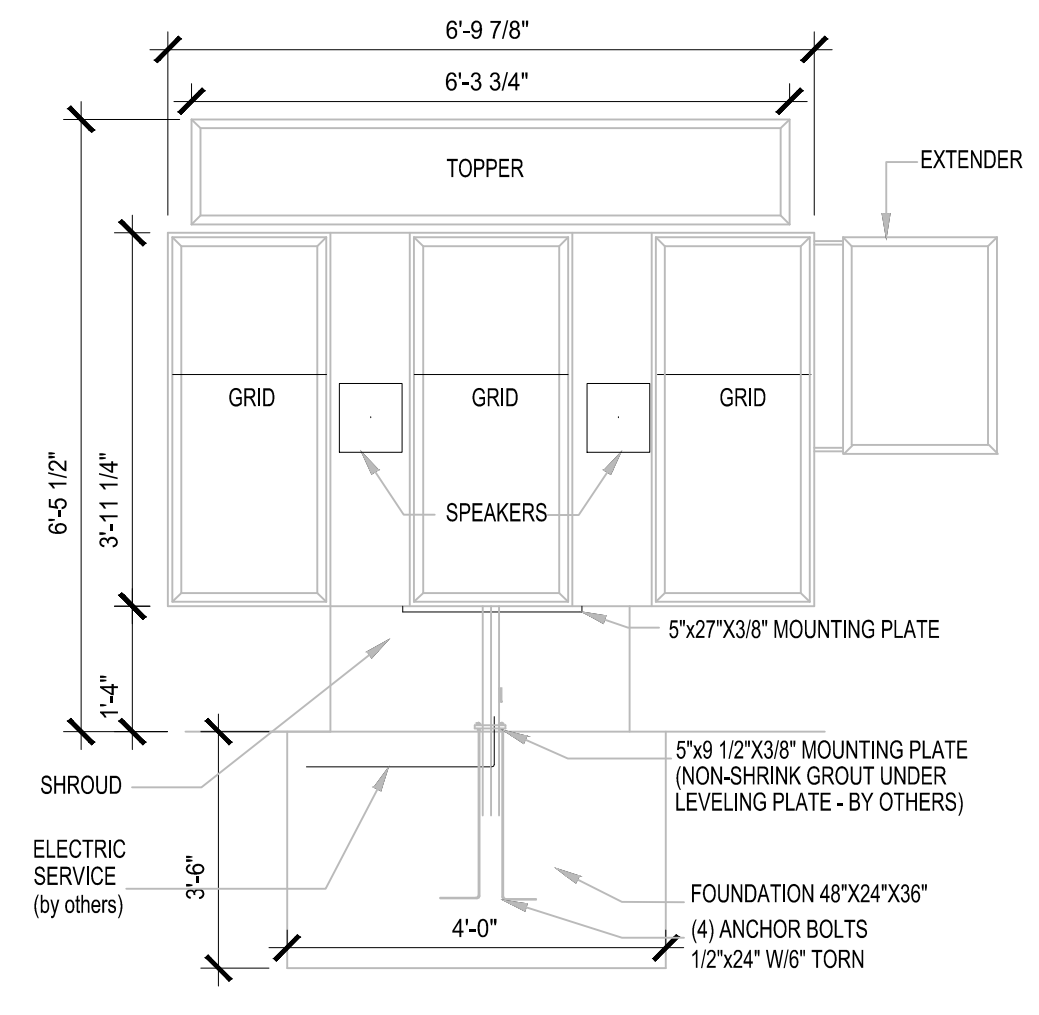 6'-9 7/8"
6'-3 3/4"
TOPPER
EXTENDER
GRID
GRID
GRID
6'-5 1/2"
3'-11 1/4"
SPEAKERS
5"x27"X3/8" MOUNTING PLATE
1'-4"
5"x9 1/2"X3/8" MOUNTING PLATE
(NON-SHRINK GROUT UNDER
LEVELING PLATE - BY OTHERS)
SHROUD
ELECTRIC
SERVICE
(by others)
3'-6"
FOUNDATION 48"X24"X36"
4'-0"
(4) ANCHOR BOLTS
1/2"x24" W/6" TORN